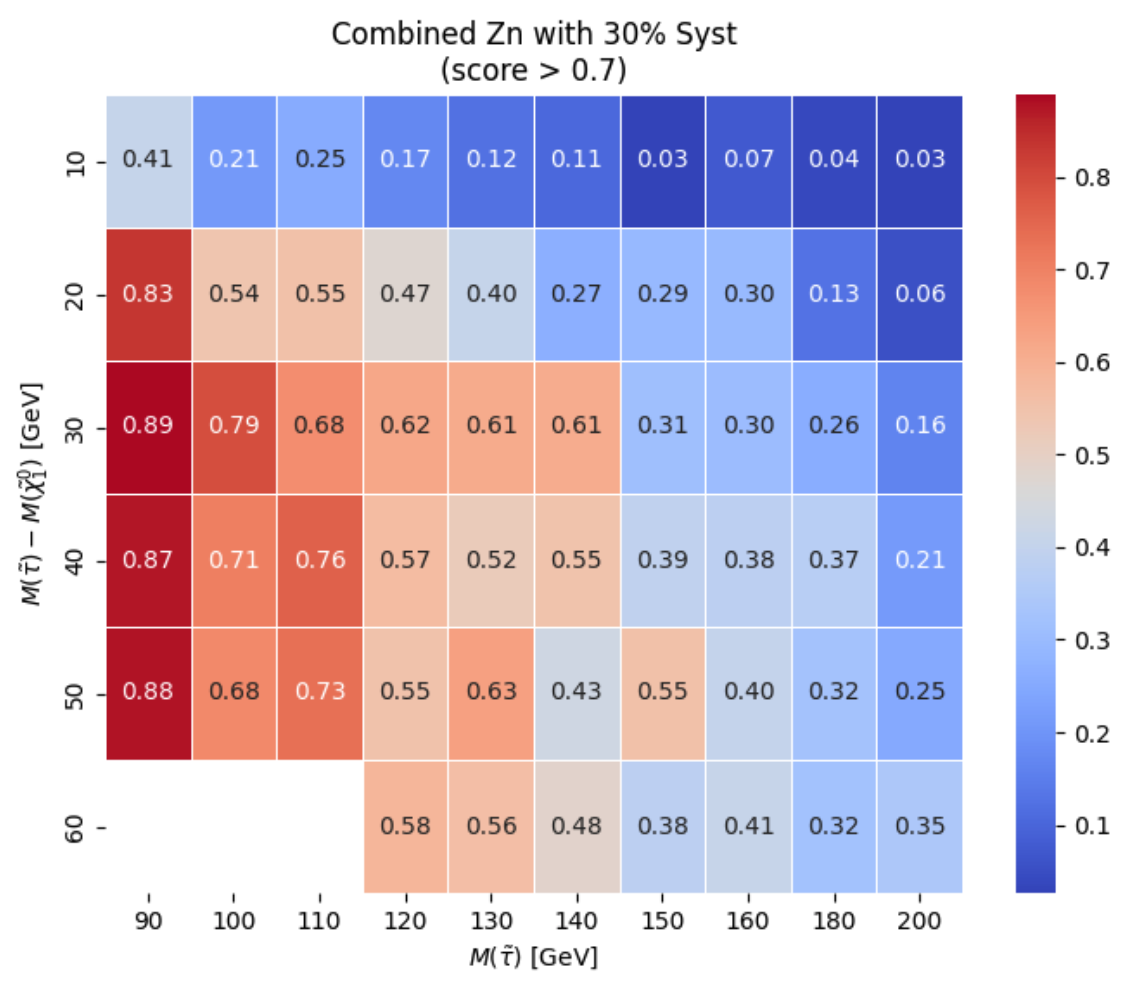 Combined Zn with 30% Syst
(score > 0.7)
10 0.41 0.21 0.25 0.17 0.12 0.11 0.03 0.07 0.04 0.03
20 0.83 0.54 0.55 0.47 0.40 0.27 0.29 0.30 0.13 0.06
30 0.89 0.79 0.68 0.62 0.61 0.61 0.31 0.30 0.26 0.16
40 0.87 0.71 0.76 0.57 0.52 0.55 0.39 0.38 0.37 0.21
50 0.88 0.68 0.73 0.55 0.63 0.43 0.55 0.40 0.32 0.25
60 0.58 0.56 0.48 0.38 0.41 0.32 0.35
90 100 110 120 130 140 150 160 180 200
M(τ̃) [GeV]
M(τ̃) − M(χ̃₁⁰) [GeV]
0.8
0.7
0.6
0.5
0.4
0.3
0.2
0.1